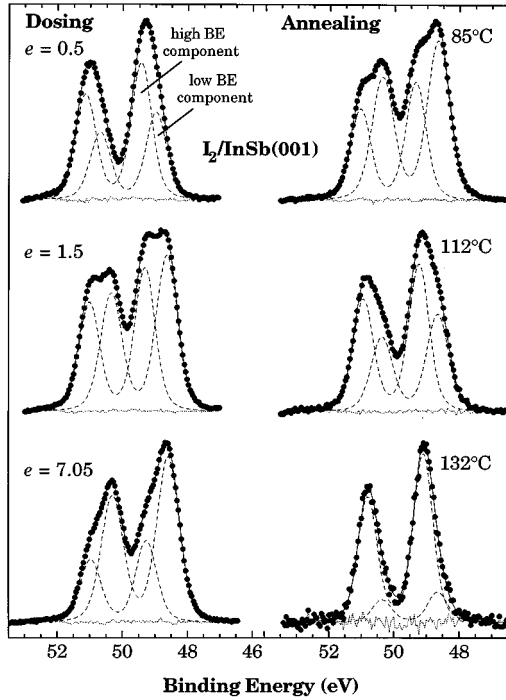 Dosing
e = 0.5
high BE
component
low BE
component
I2/InSb(001)
e = 1.5
e = 7.05
Annealing
85°C
112°C
132°C
52 50 48 46
52 50 48
Binding Energy (eV)